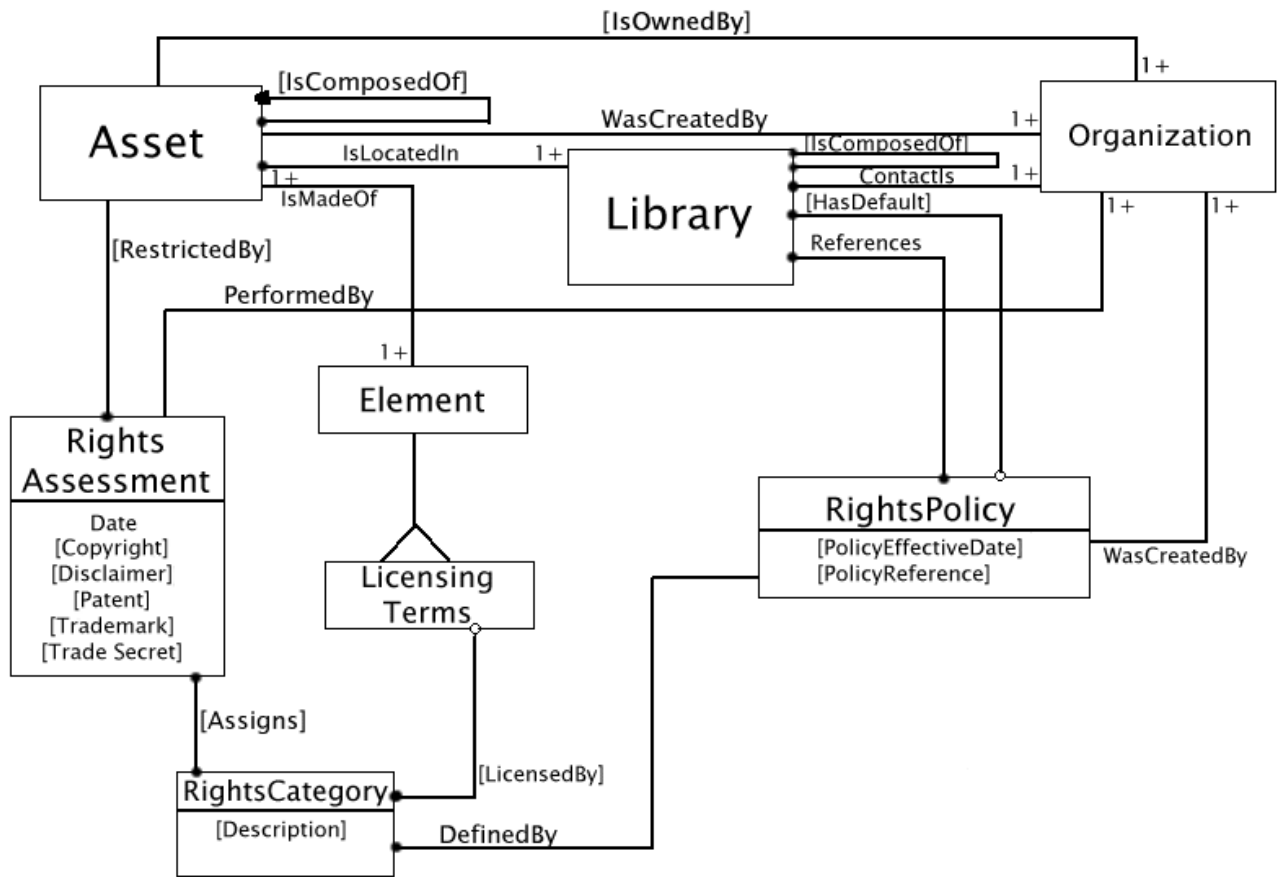 [IsOwnedBy]
1+
[IsComposedOf]
Asset
WasCreatedBy
1+
Organization
IsLocatedIn
1+
[IsComposedOf]
1+
IsMadeOf
ContactIs
1+
Library
[HasDefault]
1+
1+
References
[RestrictedBy]
PerformedBy
1+
Element
Rights
Assessment
Date
[Copyright]
[Disclaimer]
[Patent]
[Trademark]
[Trade Secret]
RightsPolicy
[PolicyEffectiveDate]
[PolicyReference]
WasCreatedBy
Licensing
Terms
[Assigns]
[LicensedBy]
RightsCategory
[Description]
DefinedBy